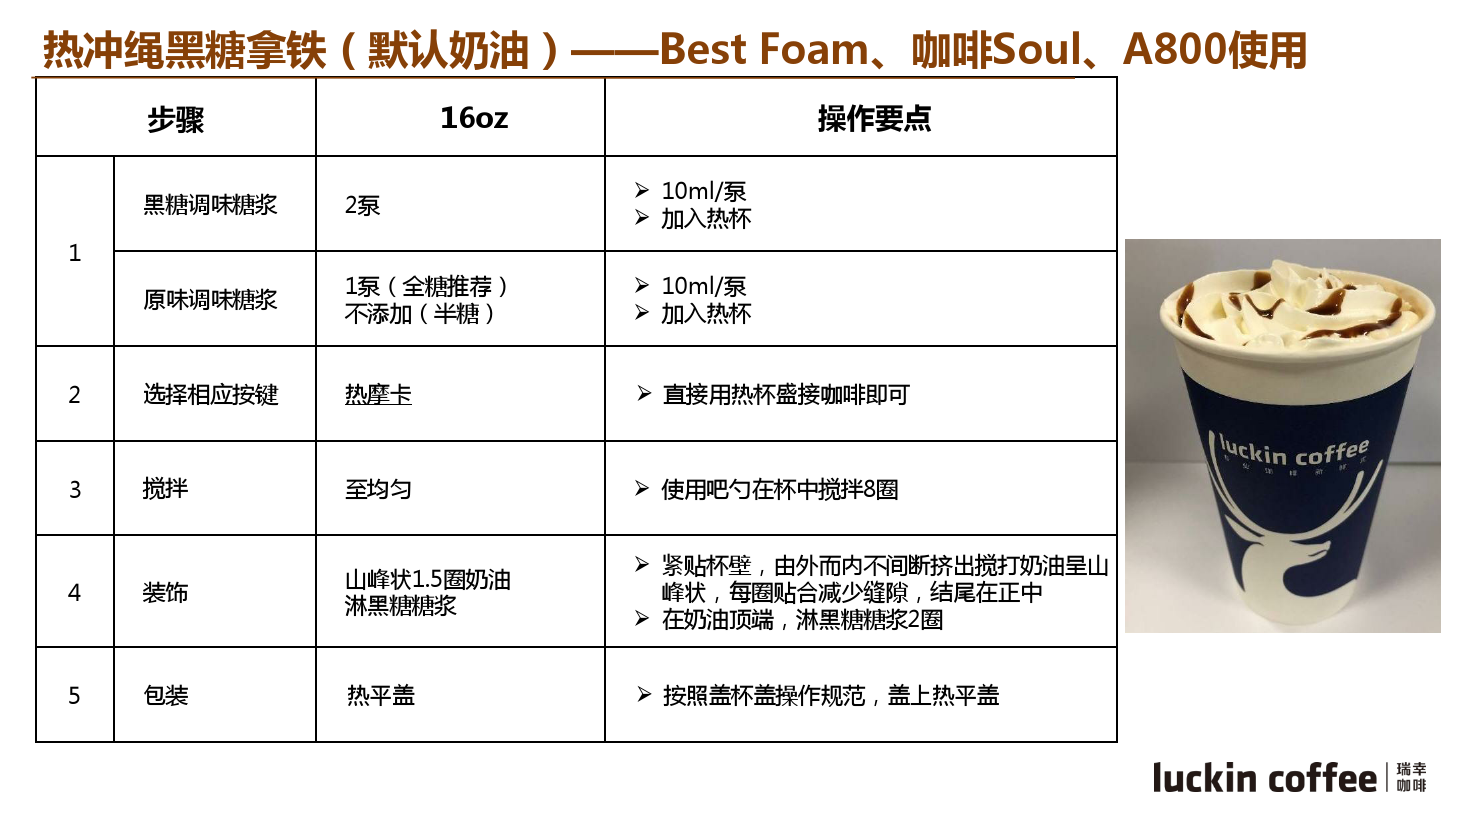 热冲绳黑糖拿铁（默认奶油）——Best Foam、咖啡Soul、A800使用
步骤
16oz
操作要点
1
黑糖调味糖浆
2泵
➢ 10ml/泵
➢ 加入热杯
原味调味糖浆
1泵（全糖推荐）
不添加（半糖）
➢ 10ml/泵
➢ 加入热杯
2
选择相应按键
热摩卡
➢ 直接用热杯盛接咖啡即可
3
搅拌
至均匀
➢ 使用吧勺在杯中搅拌8圈
4
装饰
山峰状1.5圈奶油
淋黑糖糖浆
➢ 紧贴杯壁，由外而内不间断挤出搅打奶油呈山
峰状，每圈贴合减少缝隙，结尾在正中
➢ 在奶油顶端，淋黑糖糖浆2圈
5
包装
热平盖
➢ 按照盖杯盖操作规范，盖上热平盖
luckin coffee
luckin coffee
瑞幸
咖啡